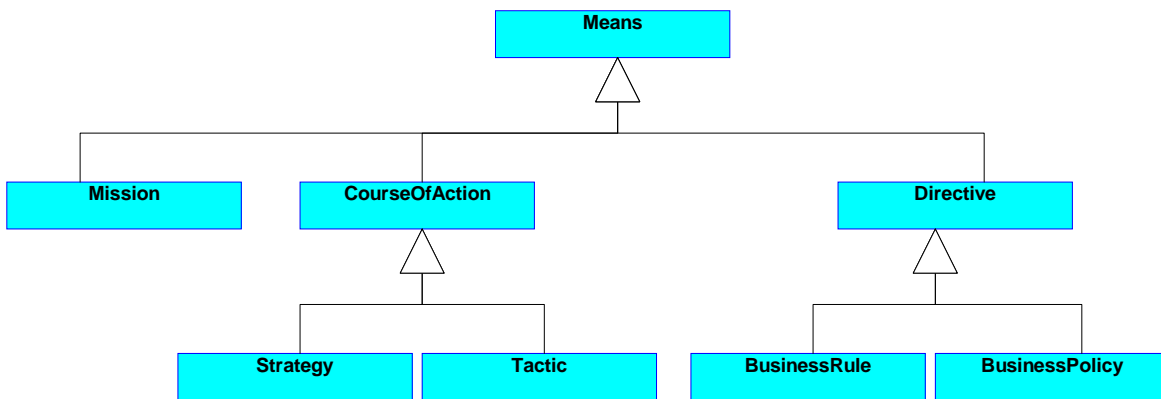 Means
Mission
CourseOfAction
Directive
Strategy
Tactic
BusinessRule
BusinessPolicy